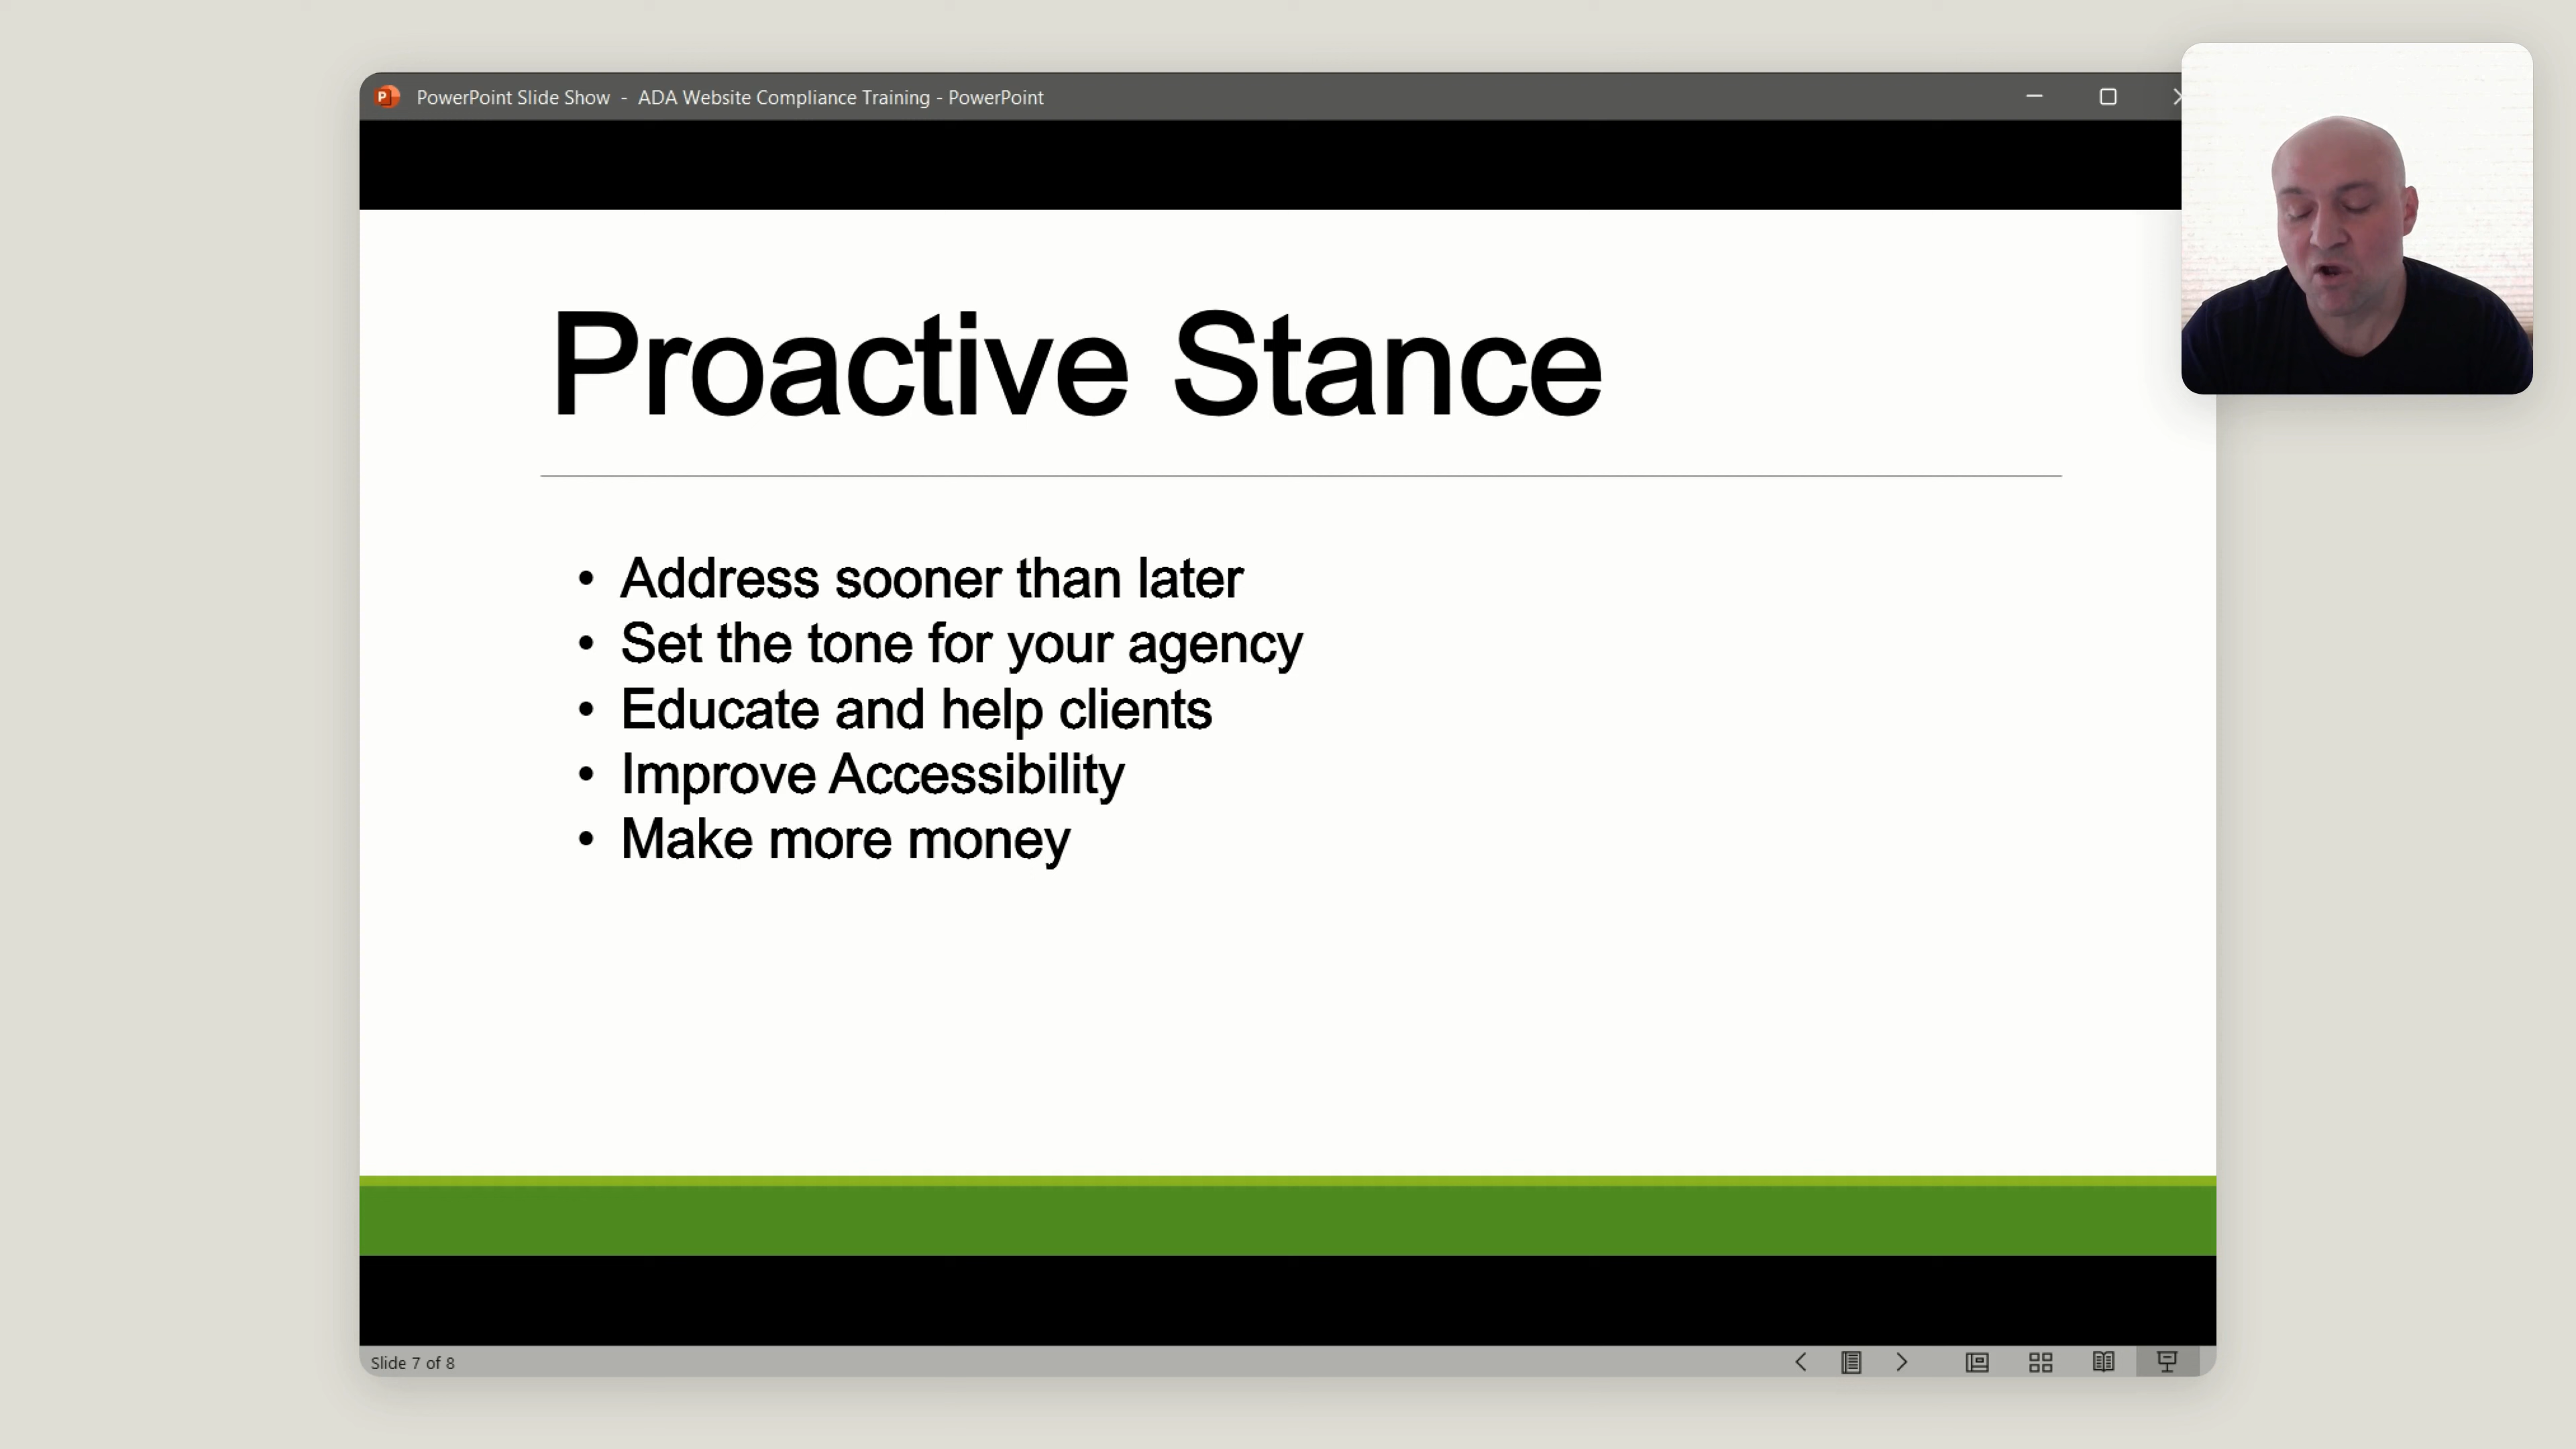 PowerPoint Slide Show - ADA Website Compliance Training - PowerPoint
Proactive Stance
• Address sooner than later
• Set the tone for your agency
• Educate and help clients
• Improve Accessibility
• Make more money
Slide 7 of 8